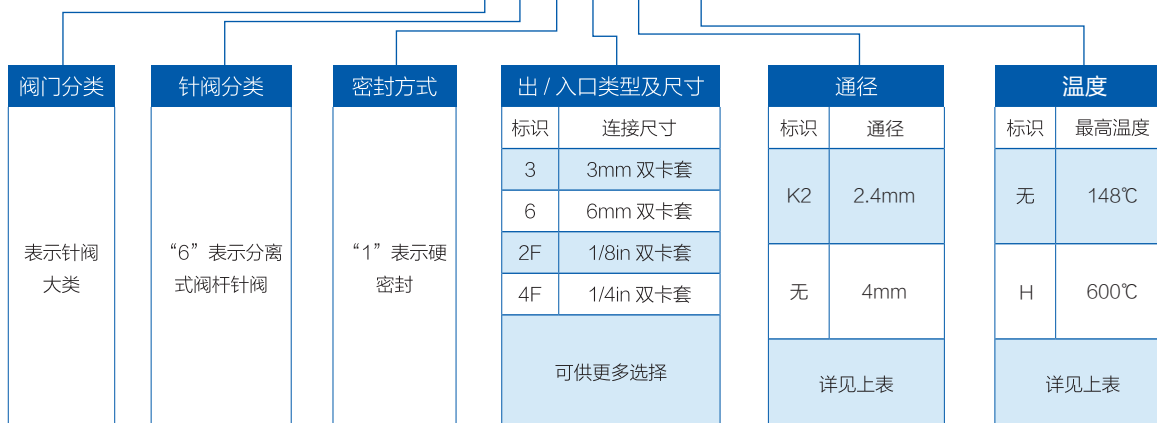 阀门分类
表示针阀
大类
针阀分类
“6”表示分离
式阀杆针阀
密封方式
“1”表示硬
密封
出 / 入口类型及尺寸
标识 连接尺寸
3 3mm 双卡套
6 6mm 双卡套
2F 1/8in 双卡套
4F 1/4in 双卡套
可供更多选择
通径
标识 通径
K2 2.4mm
无 4mm
详见上表
温度
标识 最高温度
无 148℃
H 600℃
详见上表